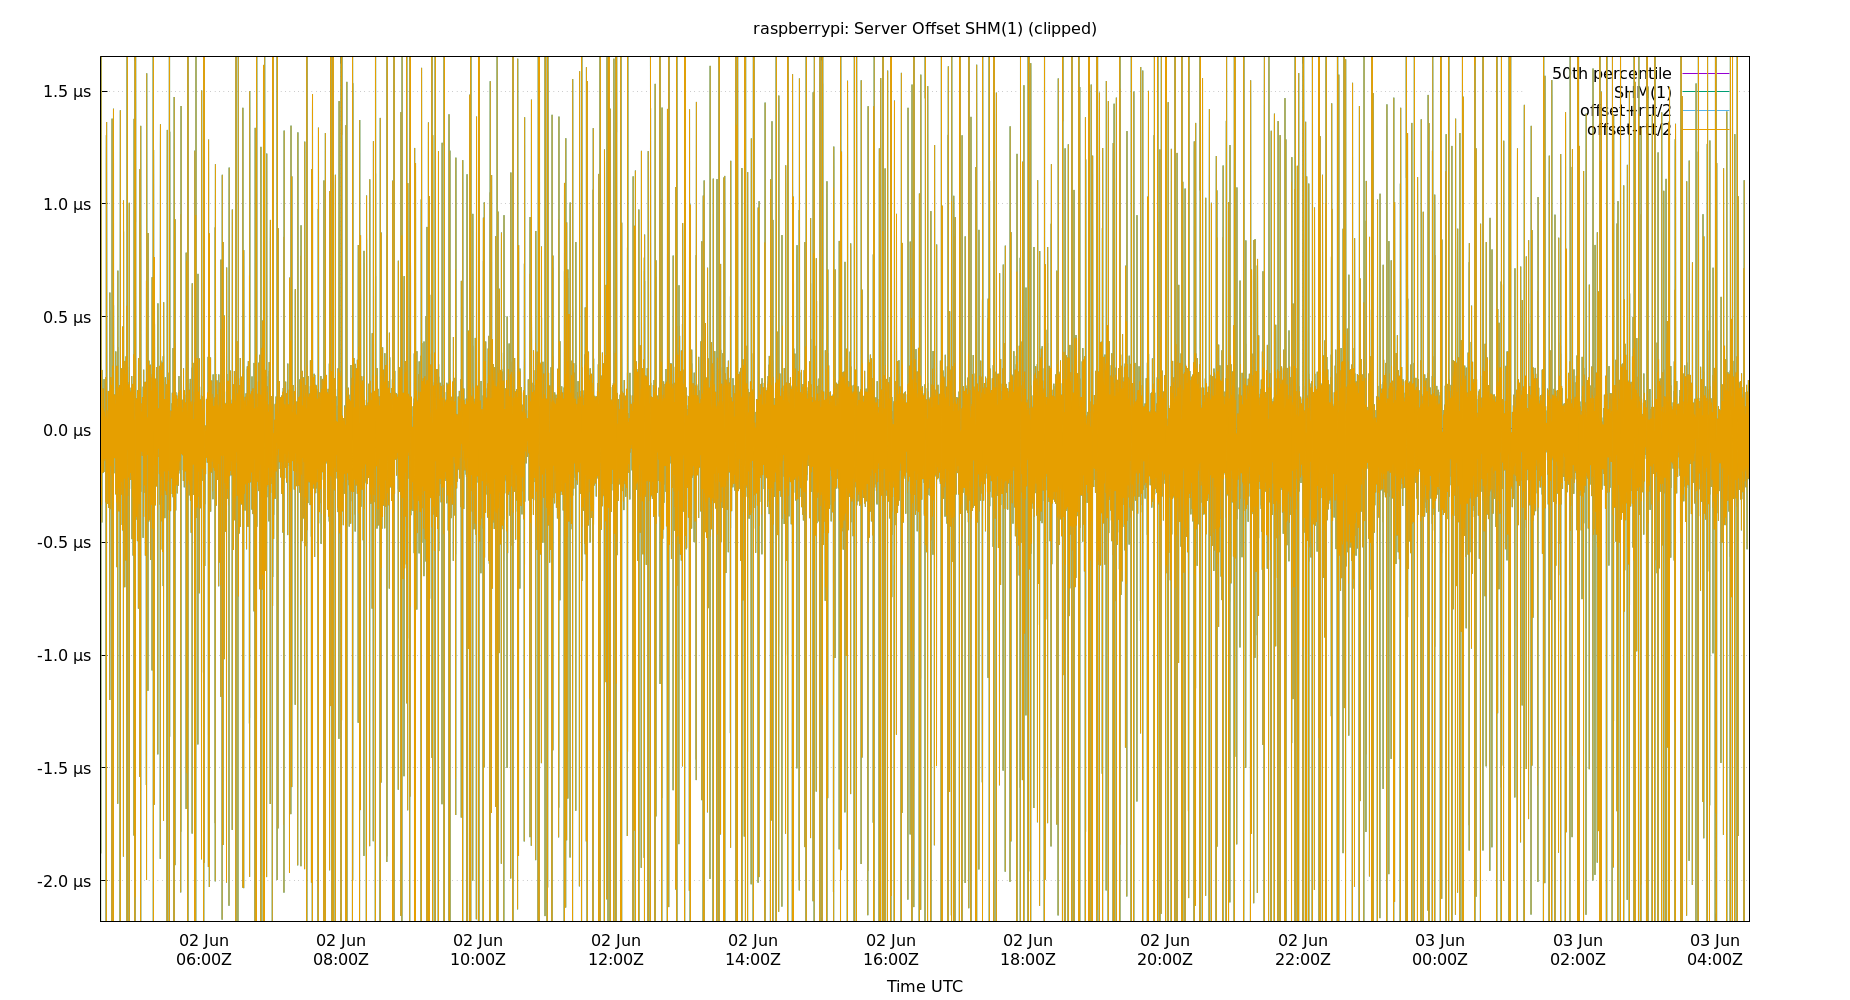 raspberrypi: Server Offset SHM(1) (clipped)
50th percentile
SHM(1)
offset+rtt/2
offset-rtt/2
1.5 µs
1.0 µs
0.5 µs
0.0 µs
-0.5 µs
-1.0 µs
-1.5 µs
-2.0 µs
02 Jun 02 Jun 02 Jun 02 Jun 02 Jun 02 Jun 02 Jun 02 Jun 02 Jun 03 Jun 03 Jun 03 Jun
06:00Z 08:00Z 10:00Z 12:00Z 14:00Z 16:00Z 18:00Z 20:00Z 22:00Z 00:00Z 02:00Z 04:00Z
Time UTC